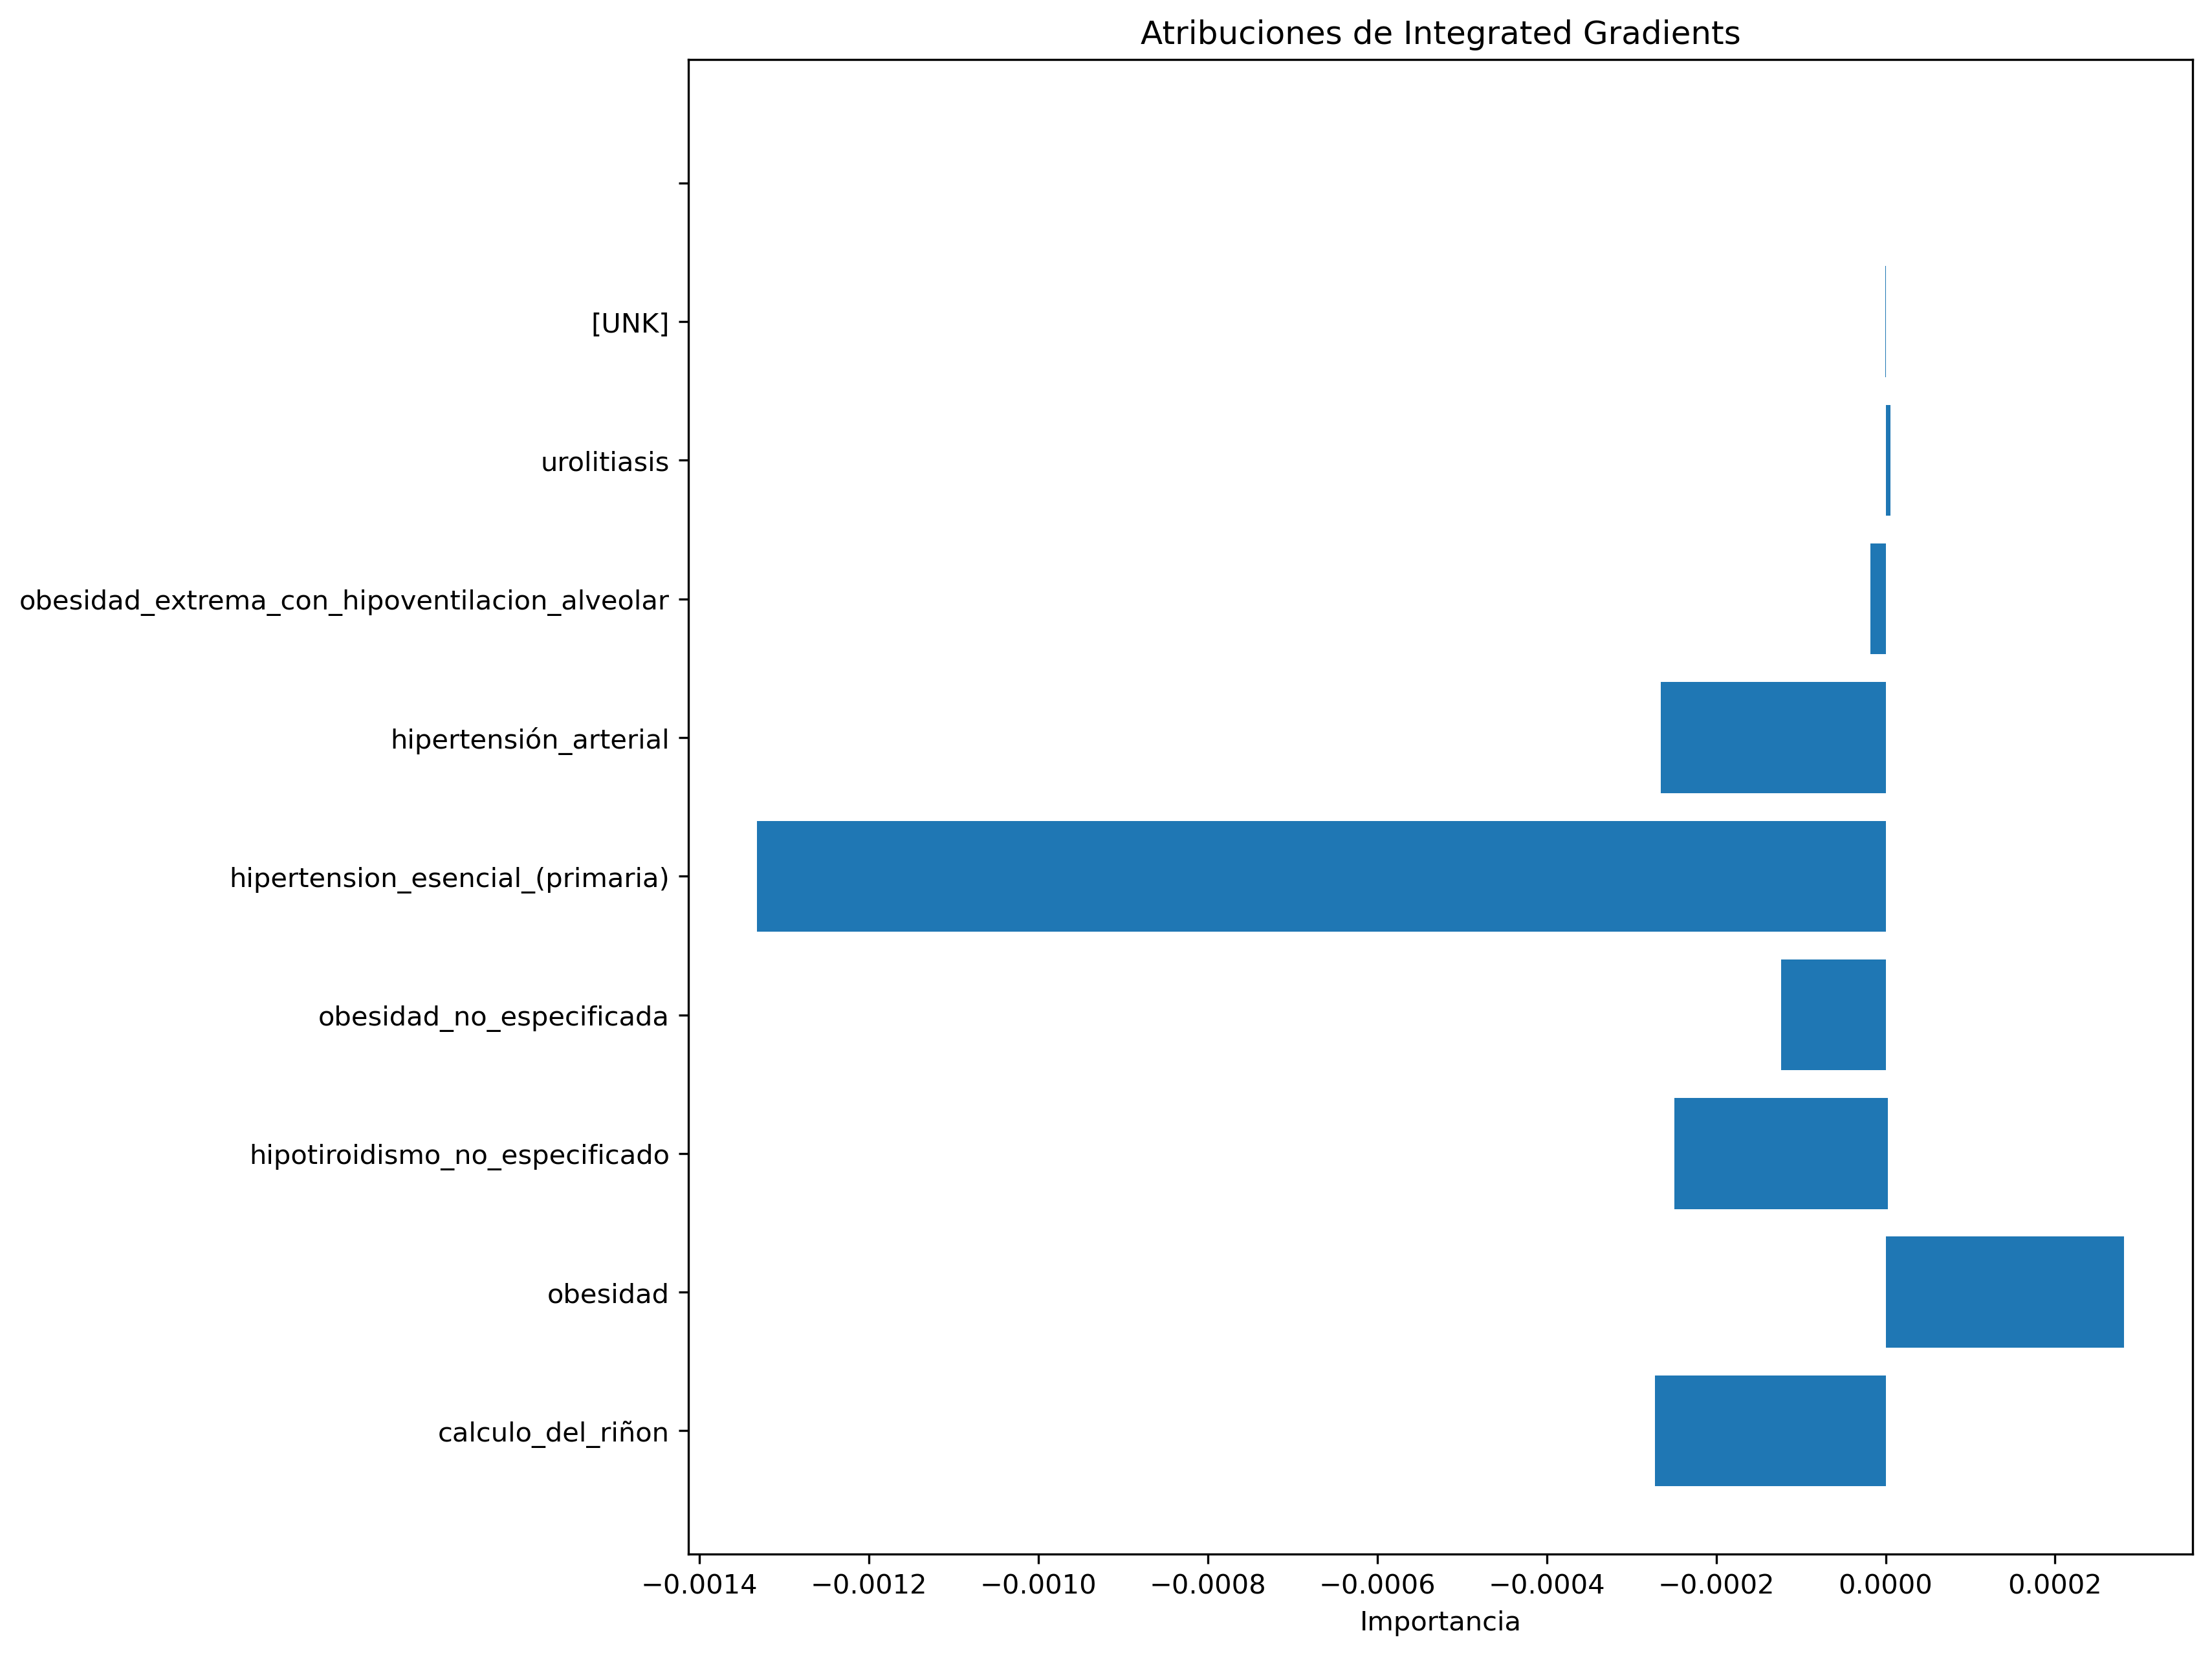 Atribuciones de Integrated Gradients
[UNK]
urolitiasis
obesidad_extrema_con_hipoventilacion_alveolar
hipertensión_arterial
hipertension_esencial_(primaria)
obesidad_no_especificada
hipotiroidismo_no_especificado
obesidad
calculo_del_riñon
−0.0014 −0.0012 −0.0010 −0.0008 −0.0006 −0.0004 −0.0002 0.0000 0.0002
Importancia